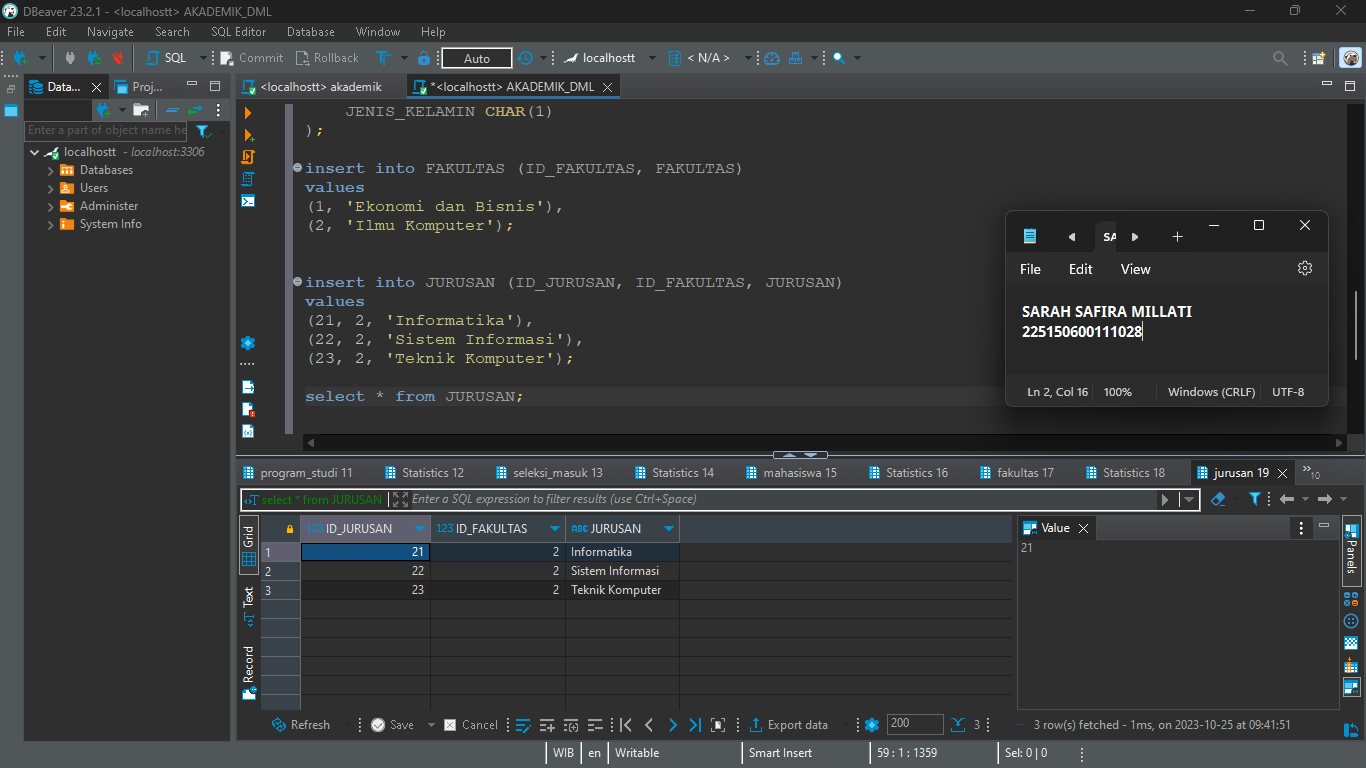 DBeaver 23.2.1 - <localhostt> AKADEMIK_DML
File Edit Navigate Search SQL Editor Database Window Help
SQL Commit Rollback Auto localhostt < N/A >
Data... Proj...
Enter a part of object name he
localhostt - localhost:3306
Databases
Users
Administer
System Info
<localhostt> akademik *<localhostt> AKADEMIK_DML
JENIS_KELAMIN CHAR(1)
);
insert into FAKULTAS (ID_FAKULTAS, FAKULTAS)
values
(1, 'Ekonomi dan Bisnis'),
(2, 'Ilmu Komputer');
insert into JURUSAN (ID_JURUSAN, ID_FAKULTAS, JURUSAN)
values
(21, 2, 'Informatika'),
(22, 2, 'Sistem Informasi'),
(23, 2, 'Teknik Komputer');
select * from JURUSAN;
SA
File Edit View
SARAH SAFIRA MILLATI
225150600111028
Ln 2, Col 16 100% Windows (CRLF) UTF-8
program_studi 11 Statistics 12 seleksi_masuk 13 Statistics 14 mahasiswa 15 Statistics 16 fakultas 17 Statistics 18 jurusan 19 »10
select * from JURUSAN Enter a SQL expression to filter results (use Ctrl+Space)
Grid
Text
Record
123 ID_JURUSAN 123 ID_FAKULTAS ABC JURUSAN
1 21 2 Informatika
2 22 2 Sistem Informasi
3 23 2 Teknik Komputer
Value
21
Panels
Refresh Save Cancel Export data 200 3 3 row(s) fetched - 1ms, on 2023-10-25 at 09:41:51
WIB en Writable Smart Insert 59 : 1 : 1359 Sel: 0 | 0